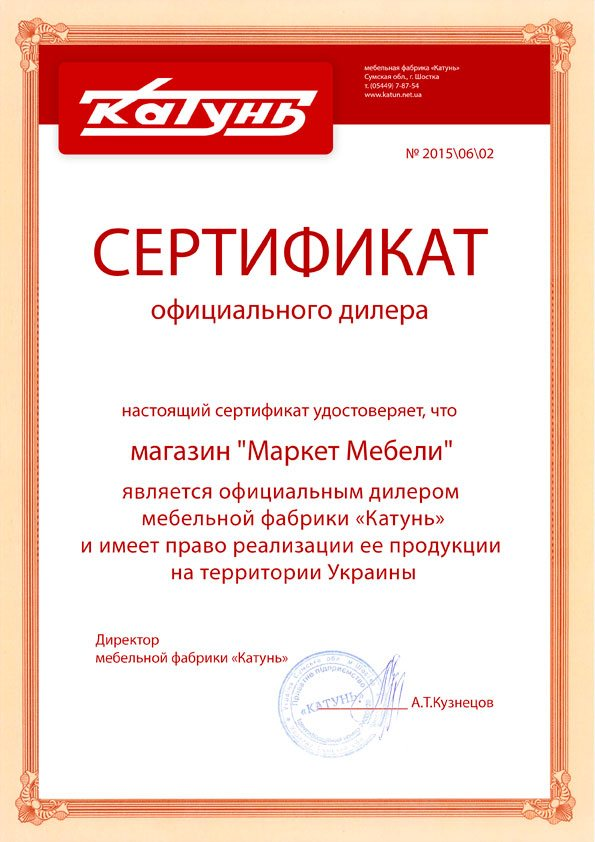 Катунь
мебельная фабрика «Катунь»
Сумская обл., г. Шостка
т. (05449) 7-87-54
www.katun.net.ua
№ 2015\06\02
СЕРТИФИКАТ
официального дилера
настоящий сертификат удостоверяет, что
магазин "Маркет Мебели"
является официальным дилером
мебельной фабрики «Катунь»
и имеет право реализации ее продукции
на территории Украины
Директор
мебельной фабрики «Катунь»
«КАТУНЬ»
А.Т.Кузнецов